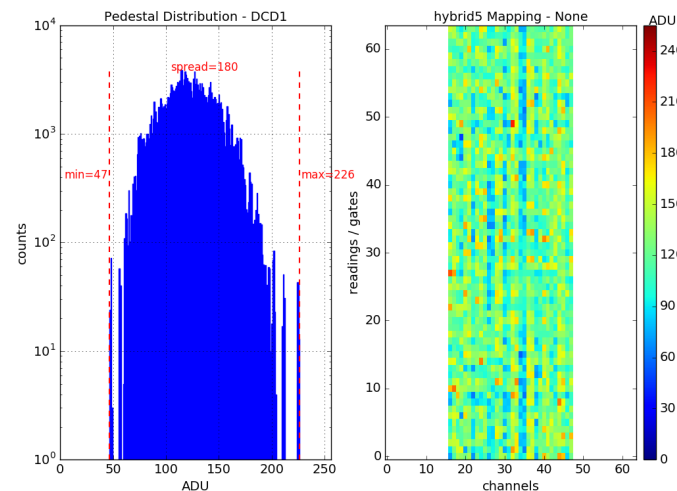 Pedestal Distribution - DCD1
10^4
10^3
10^2
10^1
10^0
counts
spread=180
min=47
max=226
0 50 100 150 200 250
ADU
hybrid5 Mapping - None
60
50
40
30
20
10
0
readings / gates
0 10 20 30 40 50 60
channels
ADU
240
210
180
150
120
90
60
30
0